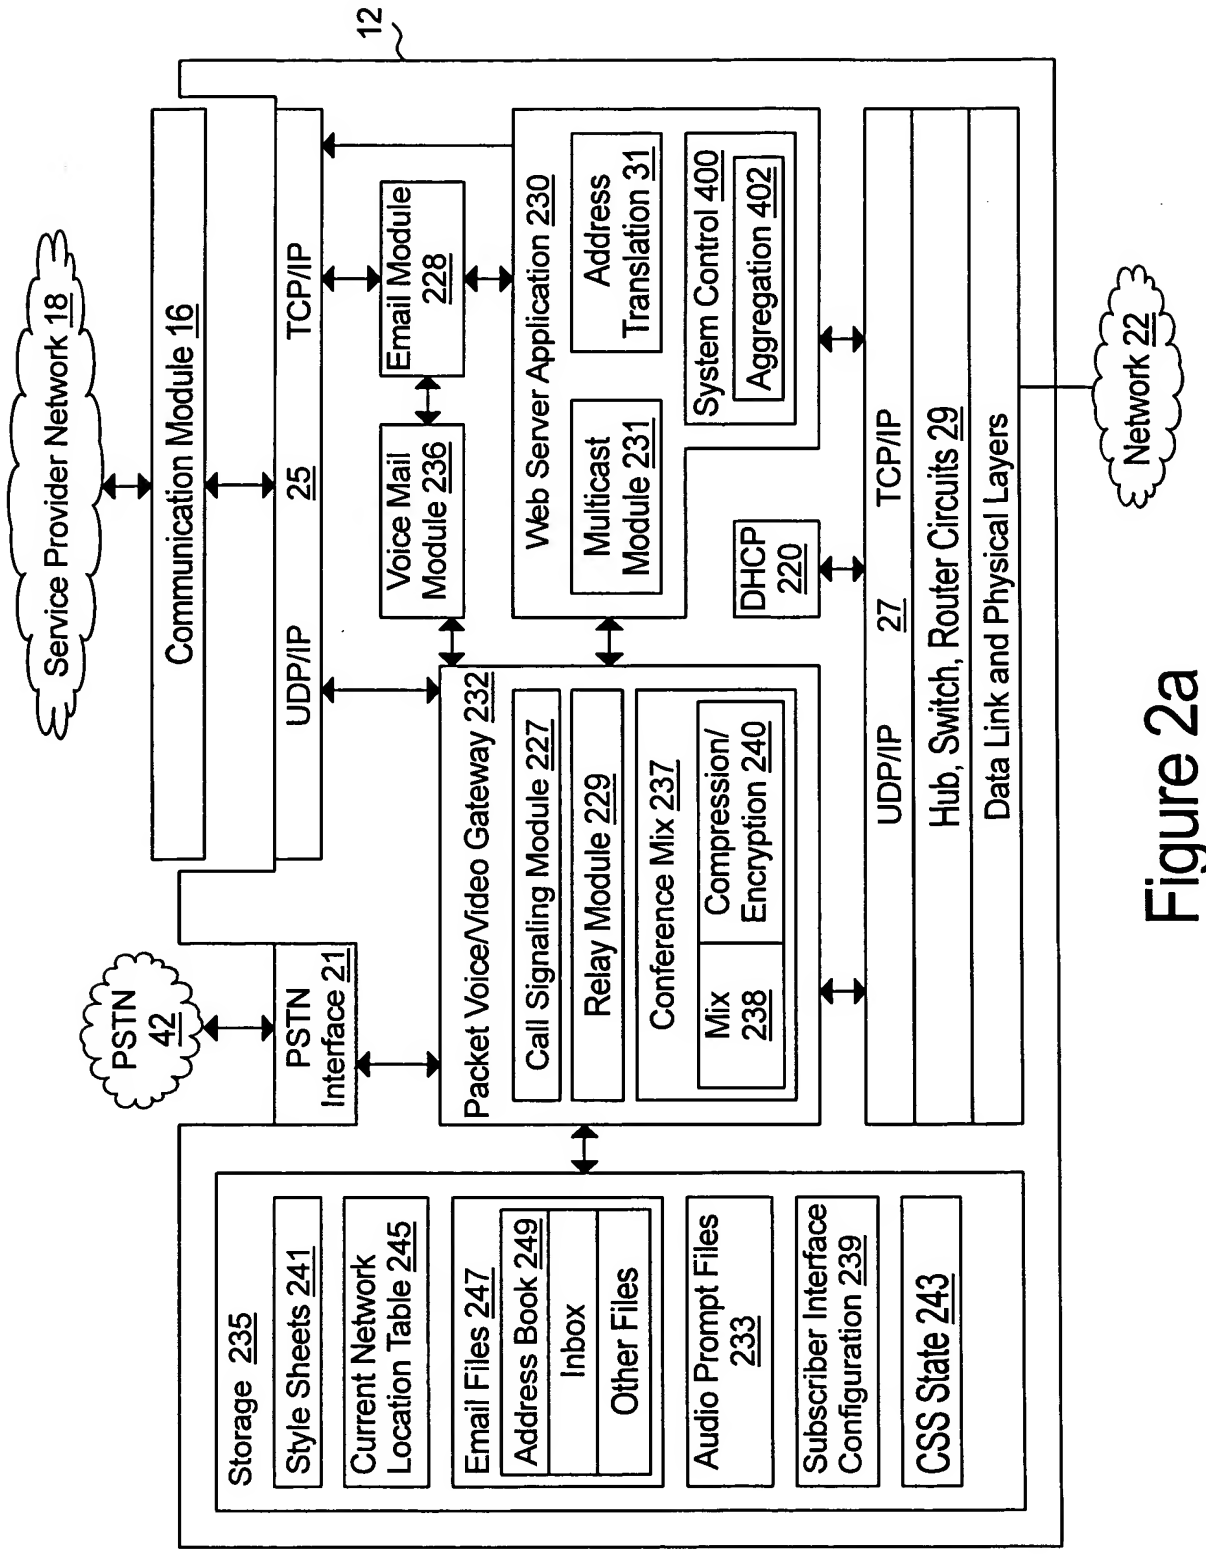 12
Service Provider Network 18
Communication Module 16
PSTN
42
PSTN
Interface 21
UDP/IP
25
TCP/IP
Storage 235
Style Sheets 241
Current Network
Location Table 245
Email Files 247
Address Book 249
Inbox
Other Files
Audio Prompt Files
233
Subscriber Interface
Configuration 239
CSS State 243
Packet Voice/Video Gateway 232
Call Signaling Module 227
Relay Module 229
Conference Mix 237
Mix
238
Compression/
Encryption 240
Voice Mail
Module 236
Email Module
228
Web Server Application 230
Multicast
Module 231
Address
Translation 31
System Control 400
Aggregation 402
DHCP
220
UDP/IP
27
TCP/IP
Hub, Switch, Router Circuits 29
Data Link and Physical Layers
Network 22
Figure 2a